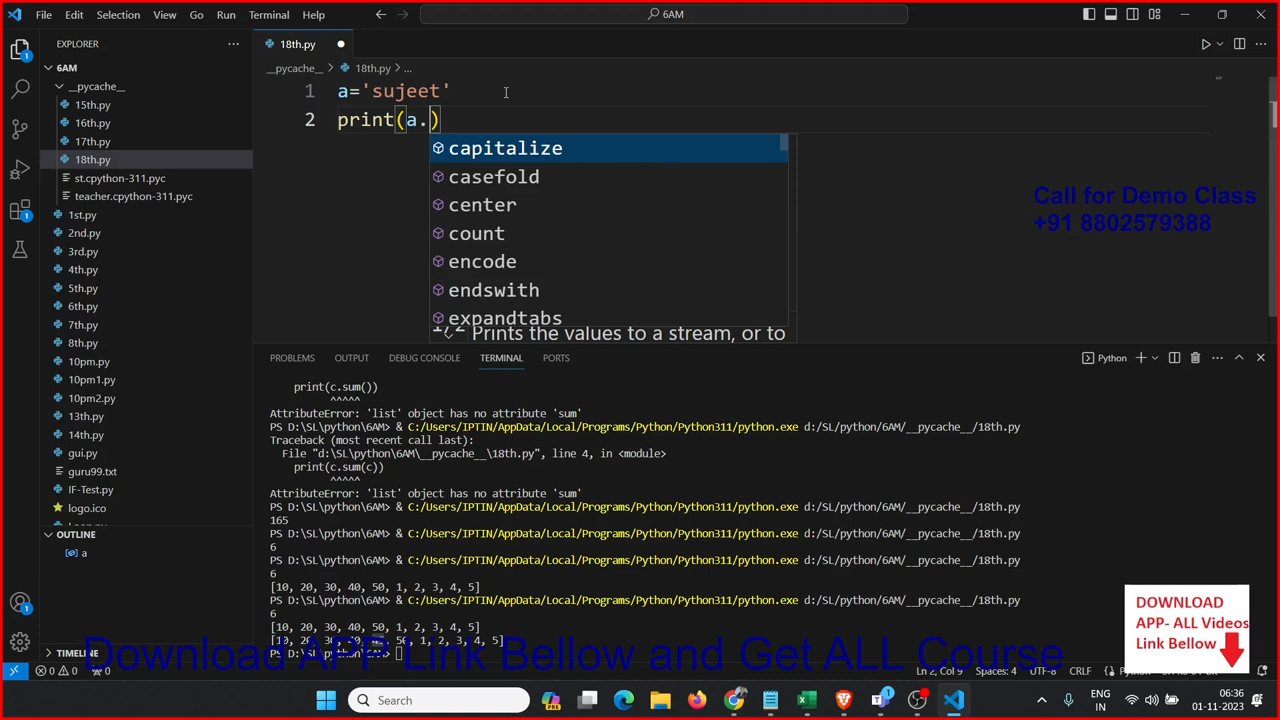 File Edit Selection View Go Run Terminal Help
6AM
EXPLORER
6AM
__pycache__
15th.py
16th.py
17th.py
18th.py
st.cpython-311.pyc
teacher.cpython-311.pyc
1st.py
2nd.py
3rd.py
4th.py
5th.py
6th.py
7th.py
8th.py
10pm.py
10pm1.py
10pm2.py
13th.py
14th.py
gui.py
guru99.txt
IF-Test.py
logo.ico
OUTLINE
a
TIMELINE
18th.py
__pycache__ > 18th.py > ...
1 a='sujeet'
2 print(a.)
capitalize
casefold
center
count
encode
endswith
expandtabs
1/2 Prints the values to a stream, or to
Call for Demo Class
+91 8802579388
PROBLEMS OUTPUT DEBUG CONSOLE TERMINAL PORTS
Python
print(c.sum())
^^^^^
AttributeError: 'list' object has no attribute 'sum'
PS D:\SL\python\6AM> & C:/Users/IPTIN/AppData/Local/Programs/Python/Python311/python.exe d:/SL/python/6AM/__pycache__/18th.py
Traceback (most recent call last):
File "d:\SL\python\6AM\__pycache__\18th.py", line 4, in <module>
print(c.sum(c))
^^^^^
AttributeError: 'list' object has no attribute 'sum'
PS D:\SL\python\6AM> & C:/Users/IPTIN/AppData/Local/Programs/Python/Python311/python.exe d:/SL/python/6AM/__pycache__/18th.py
165
PS D:\SL\python\6AM> & C:/Users/IPTIN/AppData/Local/Programs/Python/Python311/python.exe d:/SL/python/6AM/__pycache__/18th.py
6
PS D:\SL\python\6AM> & C:/Users/IPTIN/AppData/Local/Programs/Python/Python311/python.exe d:/SL/python/6AM/__pycache__/18th.py
6
[10, 20, 30, 40, 50, 1, 2, 3, 4, 5]
PS D:\SL\python\6AM> & C:/Users/IPTIN/AppData/Local/Programs/Python/Python311/python.exe d:/SL/python/6AM/__pycache__/18th.py
6
[10, 20, 30, 40, 50, 1, 2, 3, 4, 5]
PS D:\SL\python\6AM>
DOWNLOAD
APP- ALL Videos
Link Bellow
Download APP Link Bellow and Get ALL Course
0 0 0
Ln 2, Col 9 Spaces: 4 UTF-8 CRLF Python
Search
ENG
IN
06:36
01-11-2023